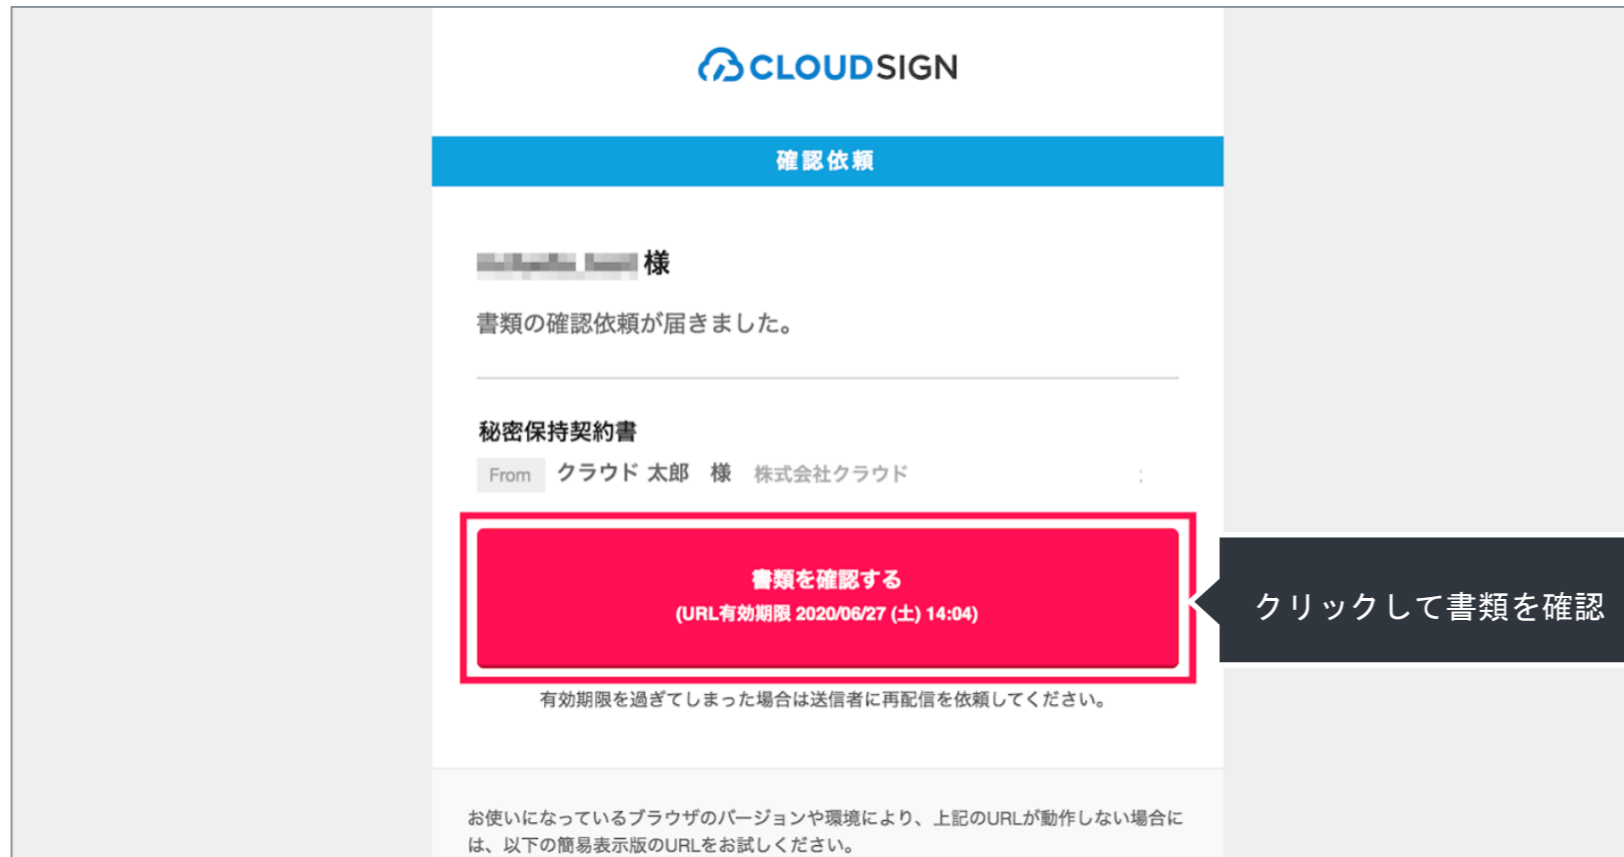 CLOUDSIGN
確認依頼
様
書類の確認依頼が届きました。
秘密保持契約書
From クラウド 太郎 様 株式会社クラウド :
書類を確認する
(URL有効期限 2020/06/27 (土) 14:04)
クリックして書類を確認
有効期限を過ぎてしまった場合は送信者に再配信を依頼してください。
お使いになっているブラウザのバージョンや環境により、上記のURLが動作しない場合に
は、以下の簡易表示版のURLをお試しください。